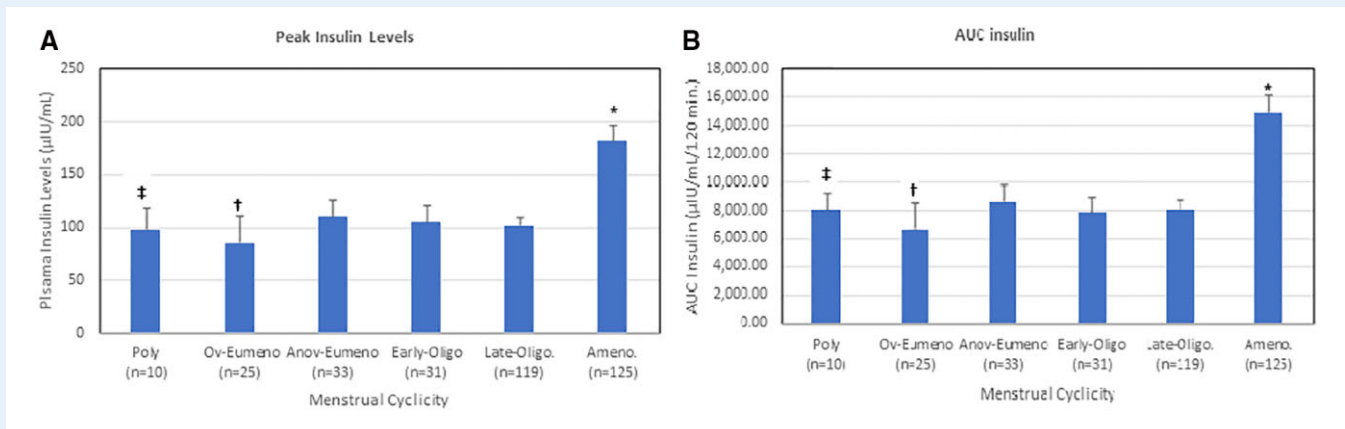 A
Peak Insulin Levels
Plsama Insulin Levels (µIU/mL)
250
200
150
100
50
0
‡
†
*
Poly
(n=10)
Ov-Eumeno
(n=25)
Anov-Eumeno
(n=33)
Early-Oligo
(n=31)
Late-Oligo.
(n=119)
Ameno.
(n=125)
Menstrual Cyclicity
B
AUC insulin
AUC Insulin (µIU/mL/120 min.)
18,000.00
16,000.00
14,000.00
12,000.00
10,000.00
8,000.00
6,000.00
4,000.00
2,000.00
0.00
‡
†
*
Poly
(n=10)
Ov-Eumeno
(n=25)
Anov-Eumeno
(n=33)
Early-Oligo
(n=31)
Late-Oligo.
(n=119)
Ameno.
(n=125)
Menstrual Cyclicity